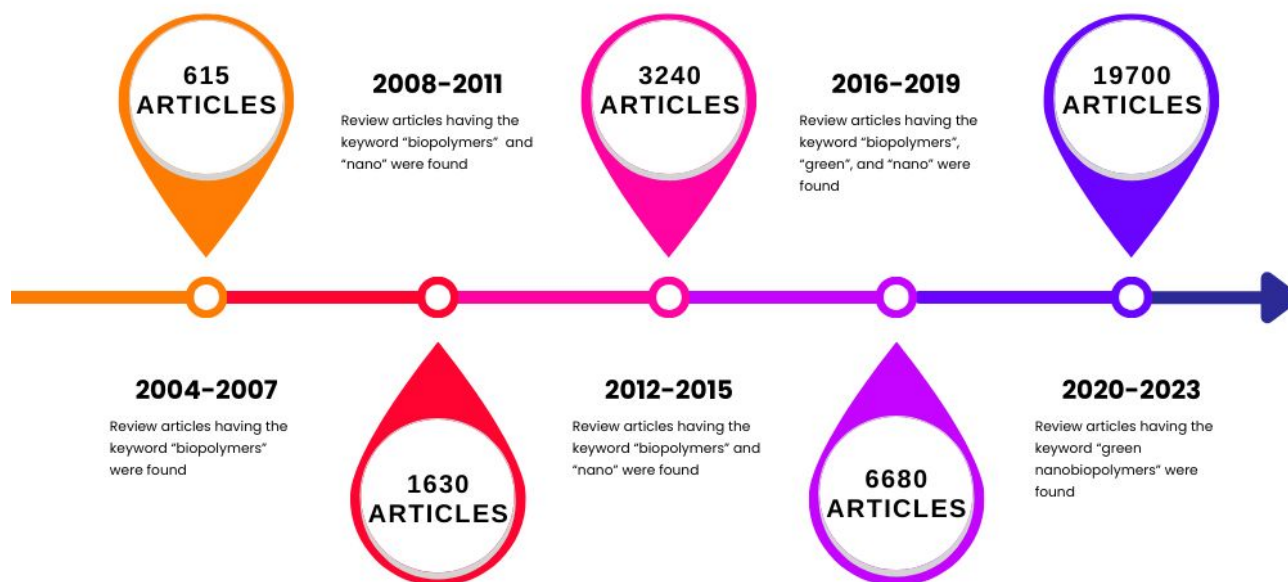 615
ARTICLES
2004-2007
Review articles having the
keyword “biopolymers”
were found
2008-2011
Review articles having the
keyword “biopolymers” and
“nano” were found
1630
ARTICLES
3240
ARTICLES
2012-2015
Review articles having the
keyword “biopolymers” and
“nano” were found
2016-2019
Review articles having the
keyword “biopolymers”,
“green”, and “nano” were
found
6680
ARTICLES
19700
ARTICLES
2020-2023
Review articles having the
keyword “green
nanobiopolymers” were
found